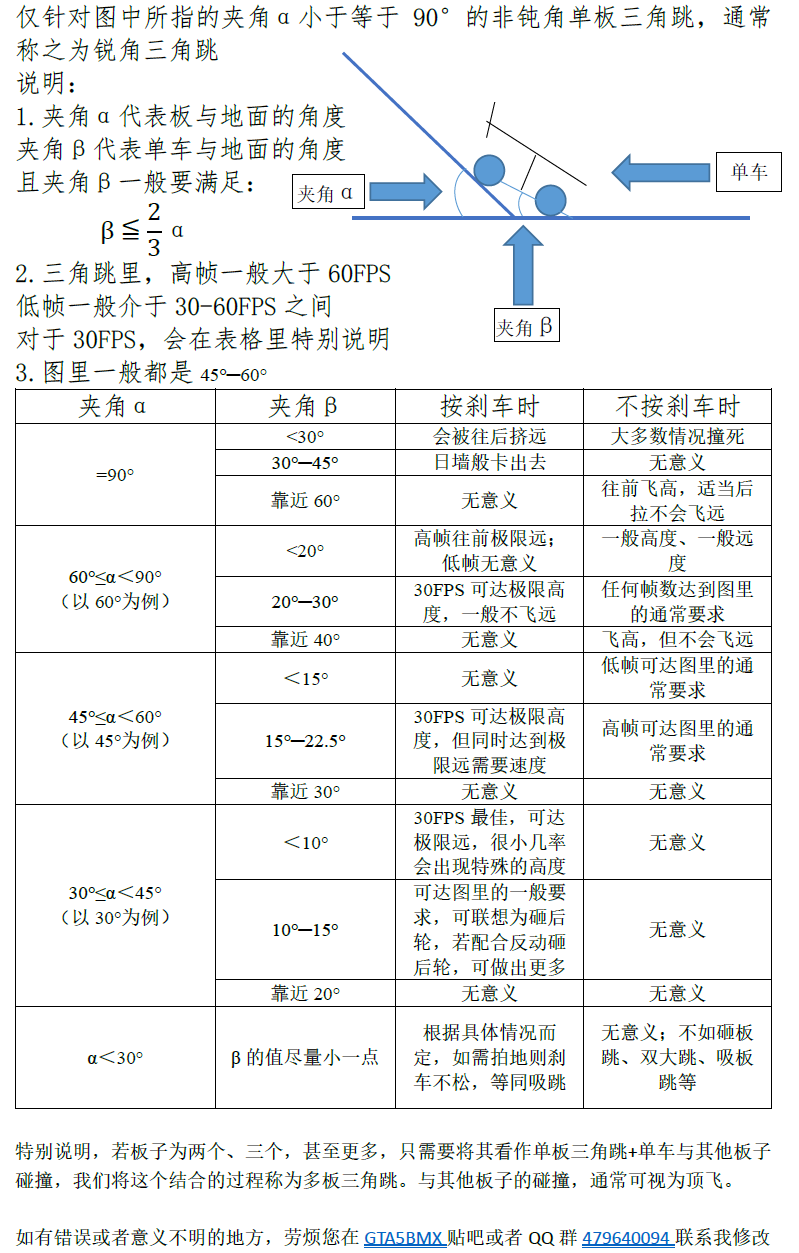 仅针对图中所指的夹角α小于等于 90°的非钝角单板三角跳，通常
称之为锐角三角跳
说明：
1.夹角α代表板与地面的角度
夹角β代表单车与地面的角度
且夹角β一般要满足：
β≦2/3 α
夹角α
单车
夹角β
2.三角跳里，高帧一般大于60FPS
低帧一般介于30-60FPS之间
对于30FPS，会在表格里特别说明
3.图里一般都是 45°─60°
夹角α 夹角β 按刹车时 不按刹车时
=90°
<30° 会被往后挤远 大多数情况撞死
30°─45° 日墙般卡出去 无意义
靠近 60° 无意义 往前飞高，适当后
拉不会飞远
60°≤α＜90°
（以 60°为例）
<20° 高帧往前极限远； 一般高度、一般远
低帧无意义 度
20°─30° 30FPS 可达极限高 任何帧数达到图里
度，一般不飞远 的通常要求
靠近 40° 无意义 飞高，但不会飞远
45°≤α＜60°
（以 45°为例）
＜15° 无意义 低帧可达图里的通
常要求
15°─22.5° 30FPS 可达极限高 高帧可达图里的通
度，但同时达到极 常要求
限远需要速度
靠近 30° 无意义 无意义
30°≤α＜45°
（以 30°为例）
＜10° 30FPS 最佳，可达 无意义
极限远，很小几率
会出现特殊的高度
10°─15° 可达图里的一般要 无意义
求，可联想为砸后
轮，若配合反动砸
后轮，可做出更多
靠近 20° 无意义 无意义
α＜30° β 的值尽量小一点 根据具体情况而 无意义；不如砸板
定，如需拍地则刹 跳、双大跳、吸板
车不松，等同吸跳 跳等
特别说明，若板子为两个、三个，甚至更多，只需要将其看作单板三角跳+单车与其他板子
碰撞，我们将这个结合的过程称为多板三角跳。与其他板子的碰撞，通常可视为顶飞。
如有错误或者意义不明的地方，劳烦您在 GTA5BMX 贴吧或者 QQ 群 479640094 联系我修改